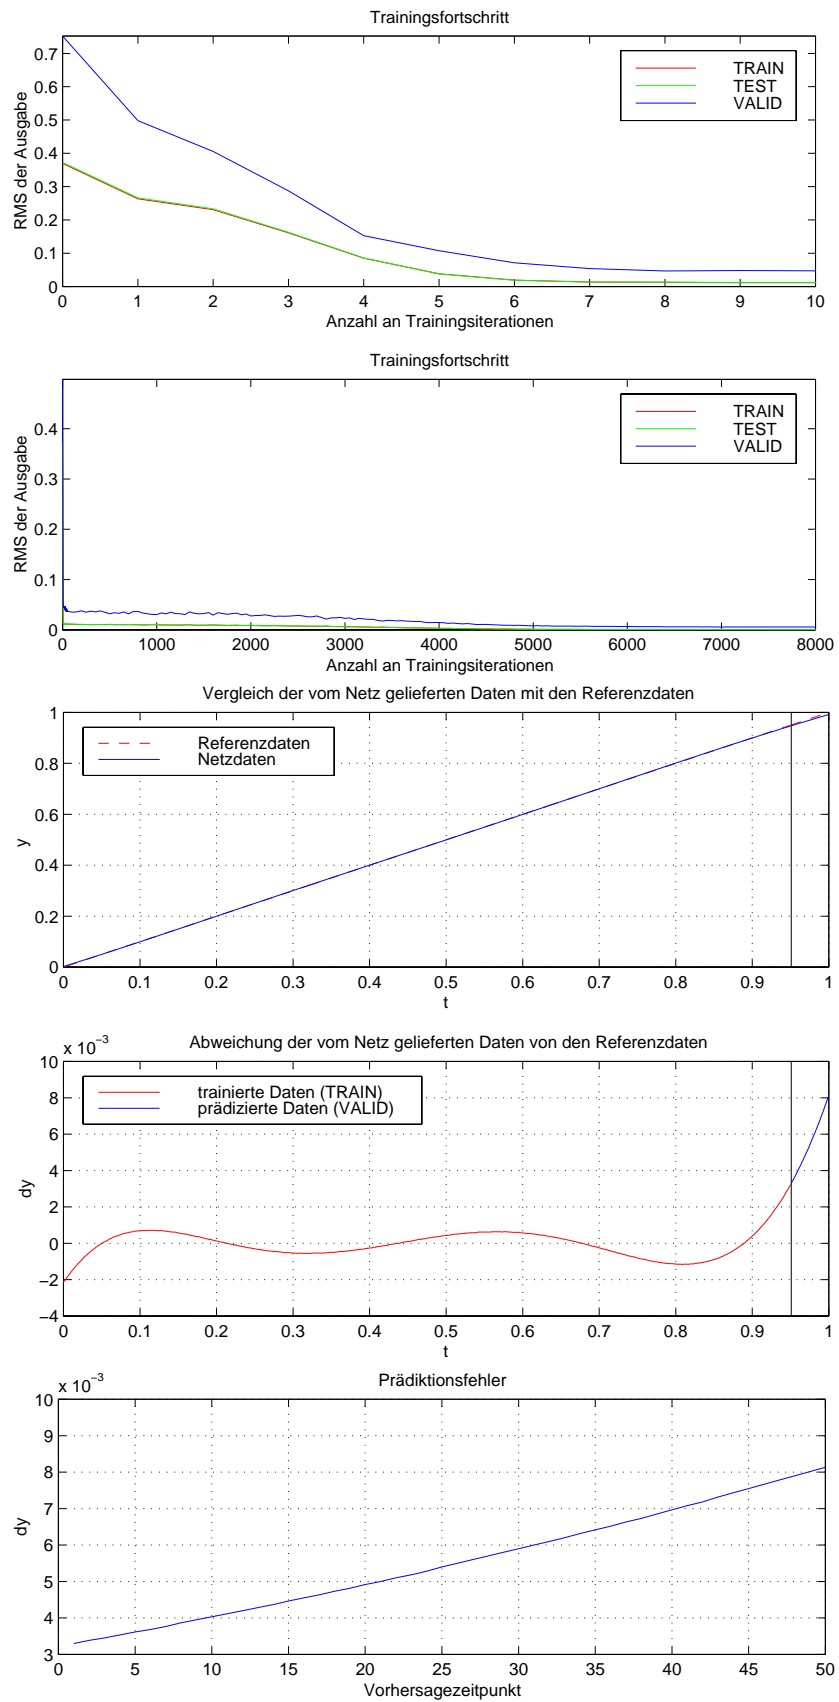 Trainingsfortschritt
RMS der Ausgabe
0.7
0.6
0.5
0.4
0.3
0.2
0.1
0
TRAIN
TEST
VALID
0 1 2 3 4 5 6 7 8 9 10
Anzahl an Trainingsiterationen
Trainingsfortschritt
RMS der Ausgabe
0.4
0.3
0.2
0.1
0
TRAIN
TEST
VALID
0 1000 2000 3000 4000 5000 6000 7000 8000
Anzahl an Trainingsiterationen
Vergleich der vom Netz gelieferten Daten mit den Referenzdaten
y
1
0.8
0.6
0.4
0.2
0
Referenzdaten
Netzdaten
0 0.1 0.2 0.3 0.4 0.5 0.6 0.7 0.8 0.9 1
t
Abweichung der vom Netz gelieferten Daten von den Referenzdaten
x 10⁻³
dy
10
8
6
4
2
0
−2
−4
trainierte Daten (TRAIN)
prädizierte Daten (VALID)
0 0.1 0.2 0.3 0.4 0.5 0.6 0.7 0.8 0.9 1
t
Prädiktionsfehler
x 10⁻³
dy
10
9
8
7
6
5
4
3
0 5 10 15 20 25 30 35 40 45 50
Vorhersagezeitpunkt